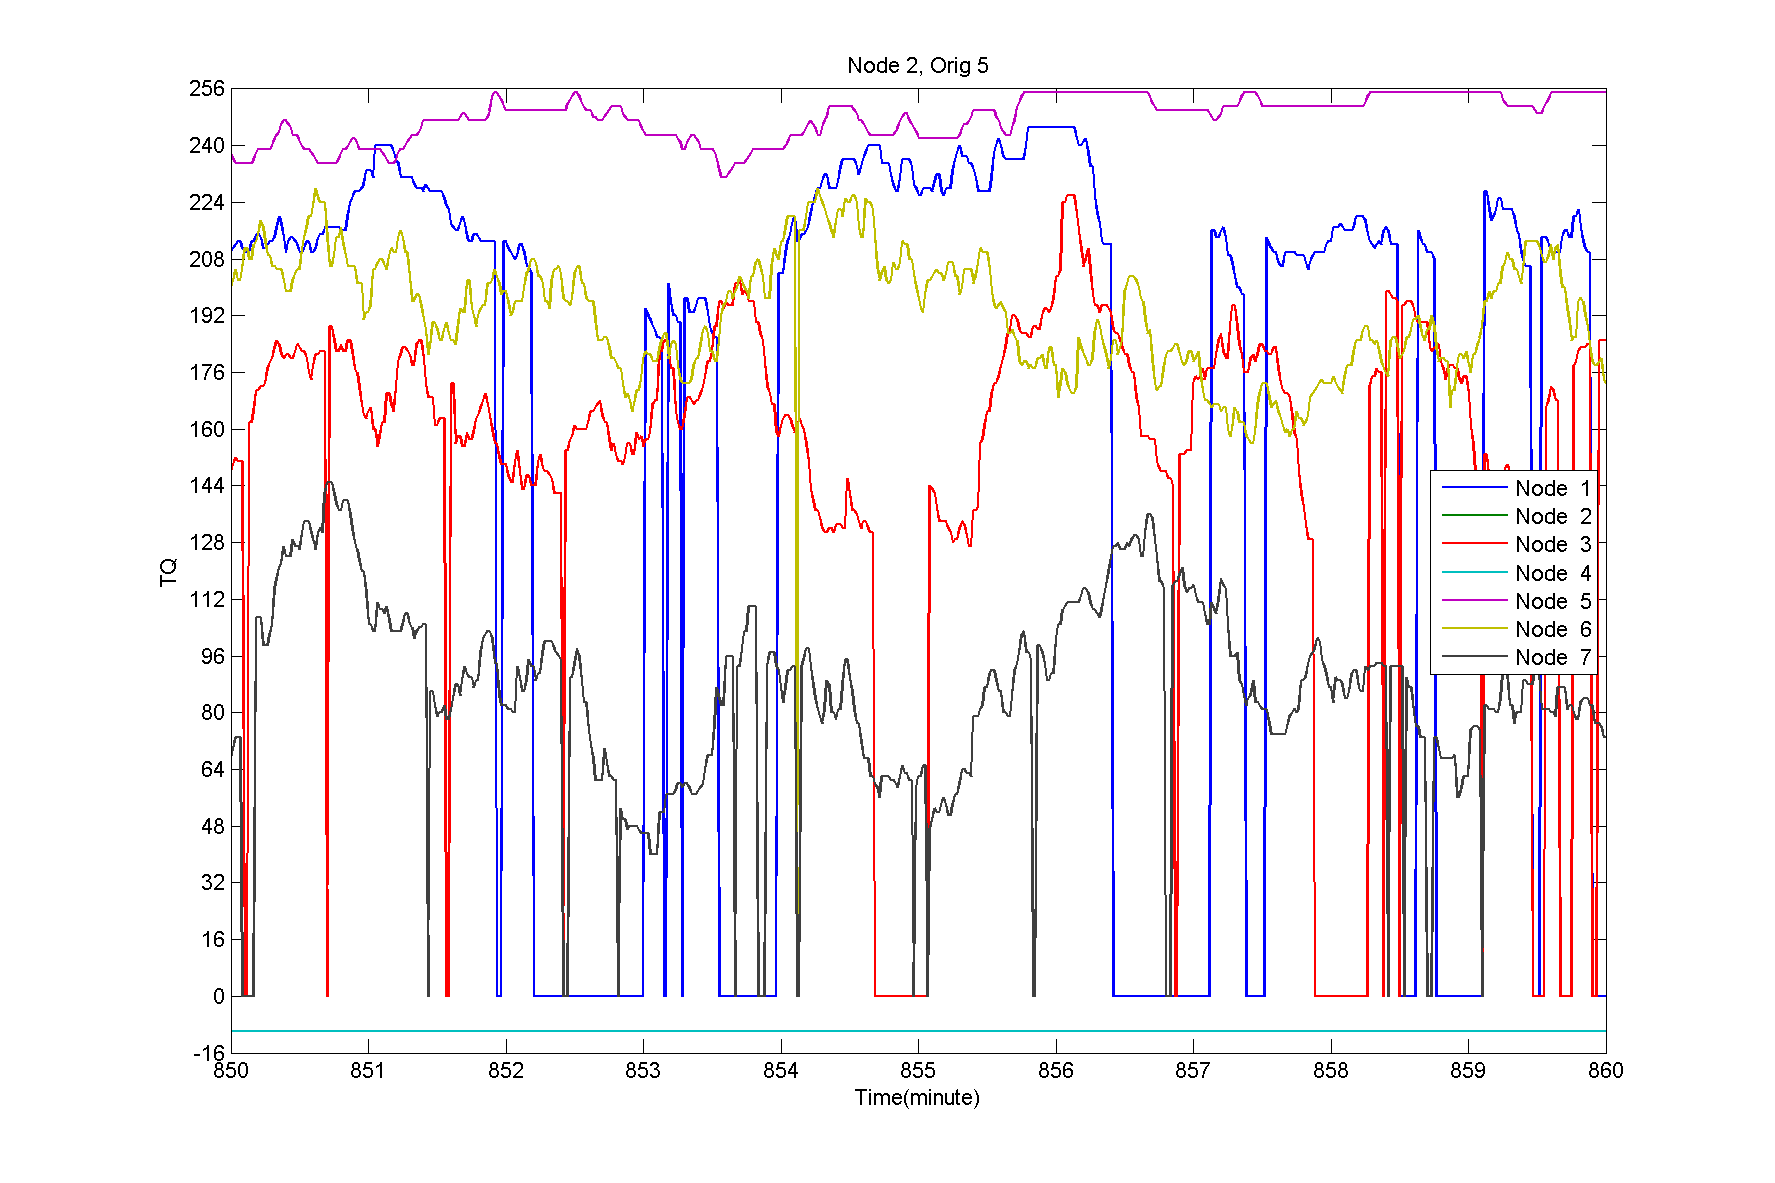 Node 2, Orig 5
256
240
224
208
192
176
160
144
128
112
96
80
64
48
32
16
0
-16
TQ
Node 1
Node 2
Node 3
Node 4
Node 5
Node 6
Node 7
850 851 852 853 854 855 856 857 858 859 860
Time(minute)